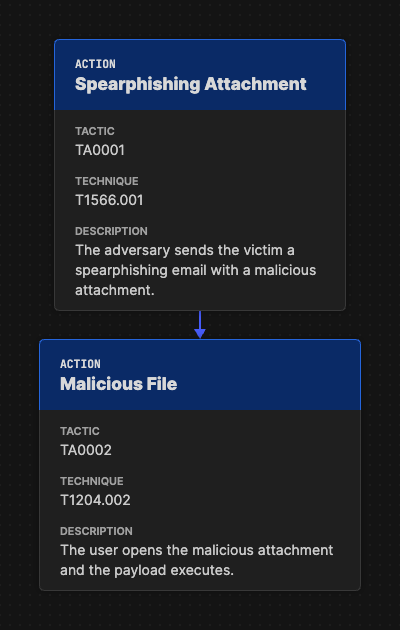 ACTION
Spearphishing Attachment
TACTIC
TA0001
TECHNIQUE
T1566.001
DESCRIPTION
The adversary sends the victim a
spearphishing email with a malicious
attachment.
ACTION
Malicious File
TACTIC
TA0002
TECHNIQUE
T1204.002
DESCRIPTION
The user opens the malicious attachment
and the payload executes.